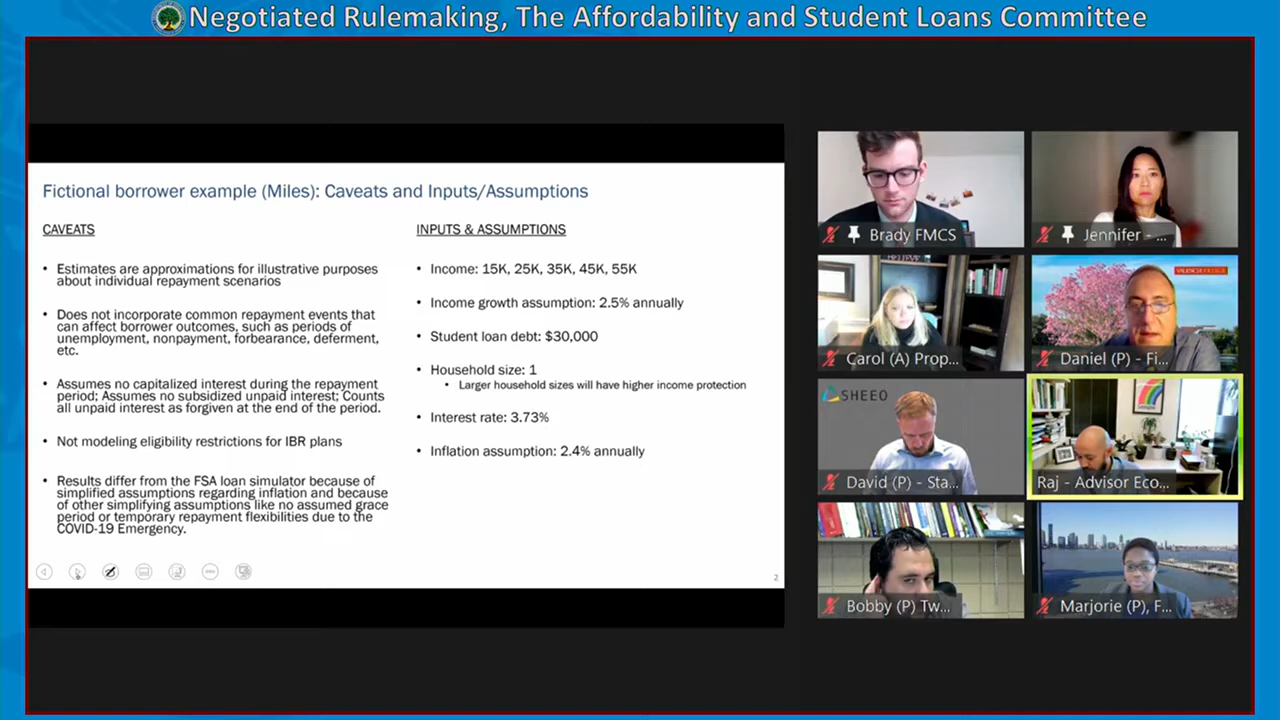 Negotiated Rulemaking, The Affordability and Student Loans Committee
Fictional borrower example (Miles): Caveats and Inputs/Assumptions
CAVEATS
• Estimates are approximations for illustrative purposes
about individual repayment scenarios
• Does not incorporate common repayment events that
can affect borrower outcomes, such as periods of
unemployment, nonpayment, forbearance, deferment,
etc.
• Assumes no capitalized interest during the repayment
period; Assumes no subsidized unpaid interest; Counts
all unpaid interest as forgiven at the end of the period.
• Not modeling eligibility restrictions for IBR plans
• Results differ from the FSA loan simulator because of
simplified assumptions regarding inflation and because
of other simplifying assumptions like no assumed grace
period or temporary repayment flexibilities due to the
COVID-19 Emergency.
INPUTS & ASSUMPTIONS
• Income: 15K, 25K, 35K, 45K, 55K
• Income growth assumption: 2.5% annually
• Student loan debt: $30,000
• Household size: 1
• Larger household sizes will have higher income protection
• Interest rate: 3.73%
• Inflation assumption: 2.4% annually
2
Brady FMCS
Jennifer - ...
Carol (A) Prop...
VALENCIA COLLEGE
Daniel (P) - Fi...
SHEEO
David (P) - Sta...
Raj - Advisor Eco...
Bobby (P) Tw...
Marjorie (P), F...